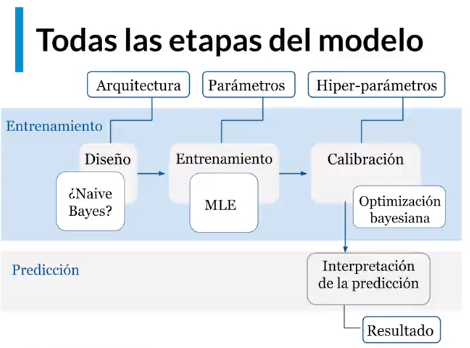 Todas las etapas del modelo
Arquitectura
Parámetros
Hiper-parámetros
Entrenamiento
Diseño
¿Naive
Bayes?
Entrenamiento
MLE
Calibración
Optimización
bayesiana
Predicción
Interpretación
de la predicción
Resultado